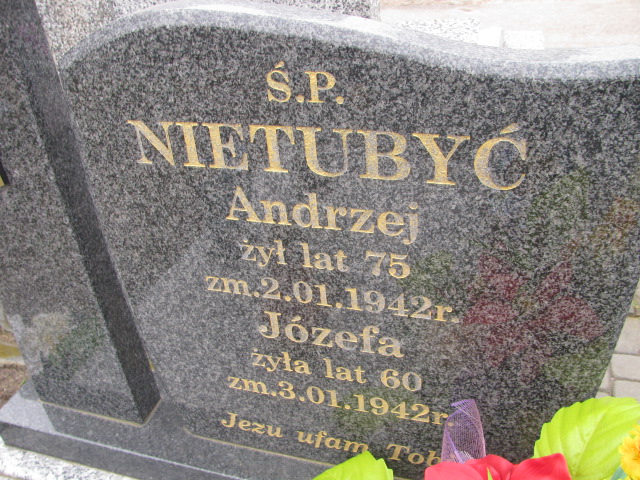 Ś.P.
NIETUBYĆ
Andrzej
żył lat 75
zm.2.01.1942r.
Józefa
żyła lat 60
zm.3.01.1942r.
Jezu ufam